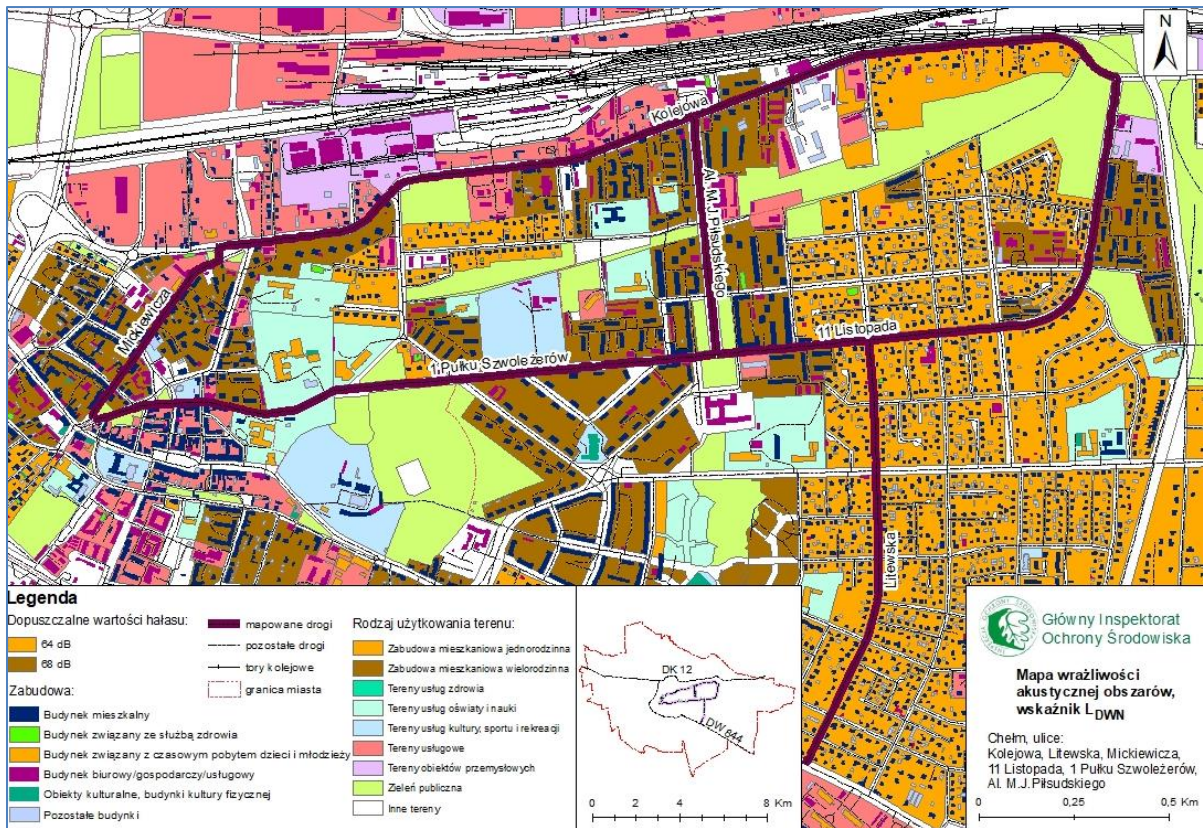 N
Kolejowa
Al. M.J.Piłsudskiego
Mickiewicza
11 Listopada
1 Pułku Szwoleżerów
Litewska
Legenda
Dopuszczalne wartości hałasu:
64 dB
68 dB
Zabudowa:
Budynek mieszkalny
Budynek związany ze służbą zdrowia
Budynek związany z czasowym pobytem dzieci i młodzieży
Budynek biurowy/gospodarczy/usługowy
Obiekty kulturalne, budynki kultury fizycznej
Pozostałe budynki
mapowane drogi
pozostałe drogi
tory kolejowe
granica miasta
Rodzaj użytkowania terenu:
Zabudowa mieszkaniowa jednorodzinna
Zabudowa mieszkaniowa wielorodzinna
Tereny usług zdrowia
Tereny usług oświaty i nauki
Tereny usług kultury, sportu i rekreacji
Tereny usługowe
Tereny obiektów przemysłowych
Zieleń publiczna
Inne tereny
DK 12
DW 844
0 2 4 8 Km
Główny Inspektorat
Ochrony Środowiska
Mapa wrażliwości
akustycznej obszarów,
wskaźnik LDWN
Chełm, ulice:
Kolejowa, Litewska, Mickiewicza,
11 Listopada, 1 Pułku Szwoleżerów,
Al. M.J.Piłsudskiego
0 0,25 0,5 Km